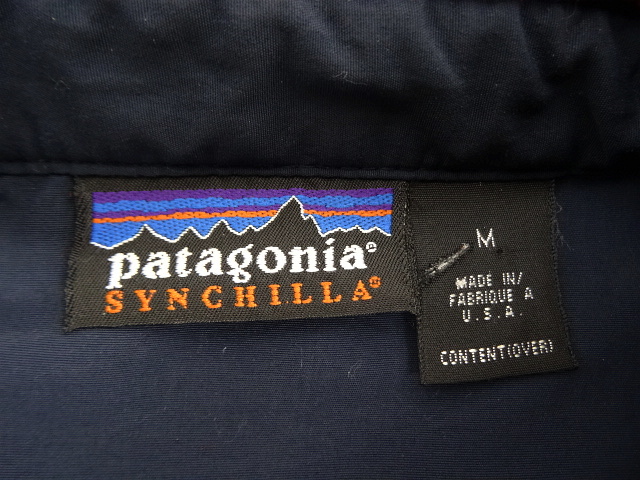 patagonia®
SYNCHILLA
M
MADE IN/
FABRIQUE A
U.S.A.
CONTENT(OVER)